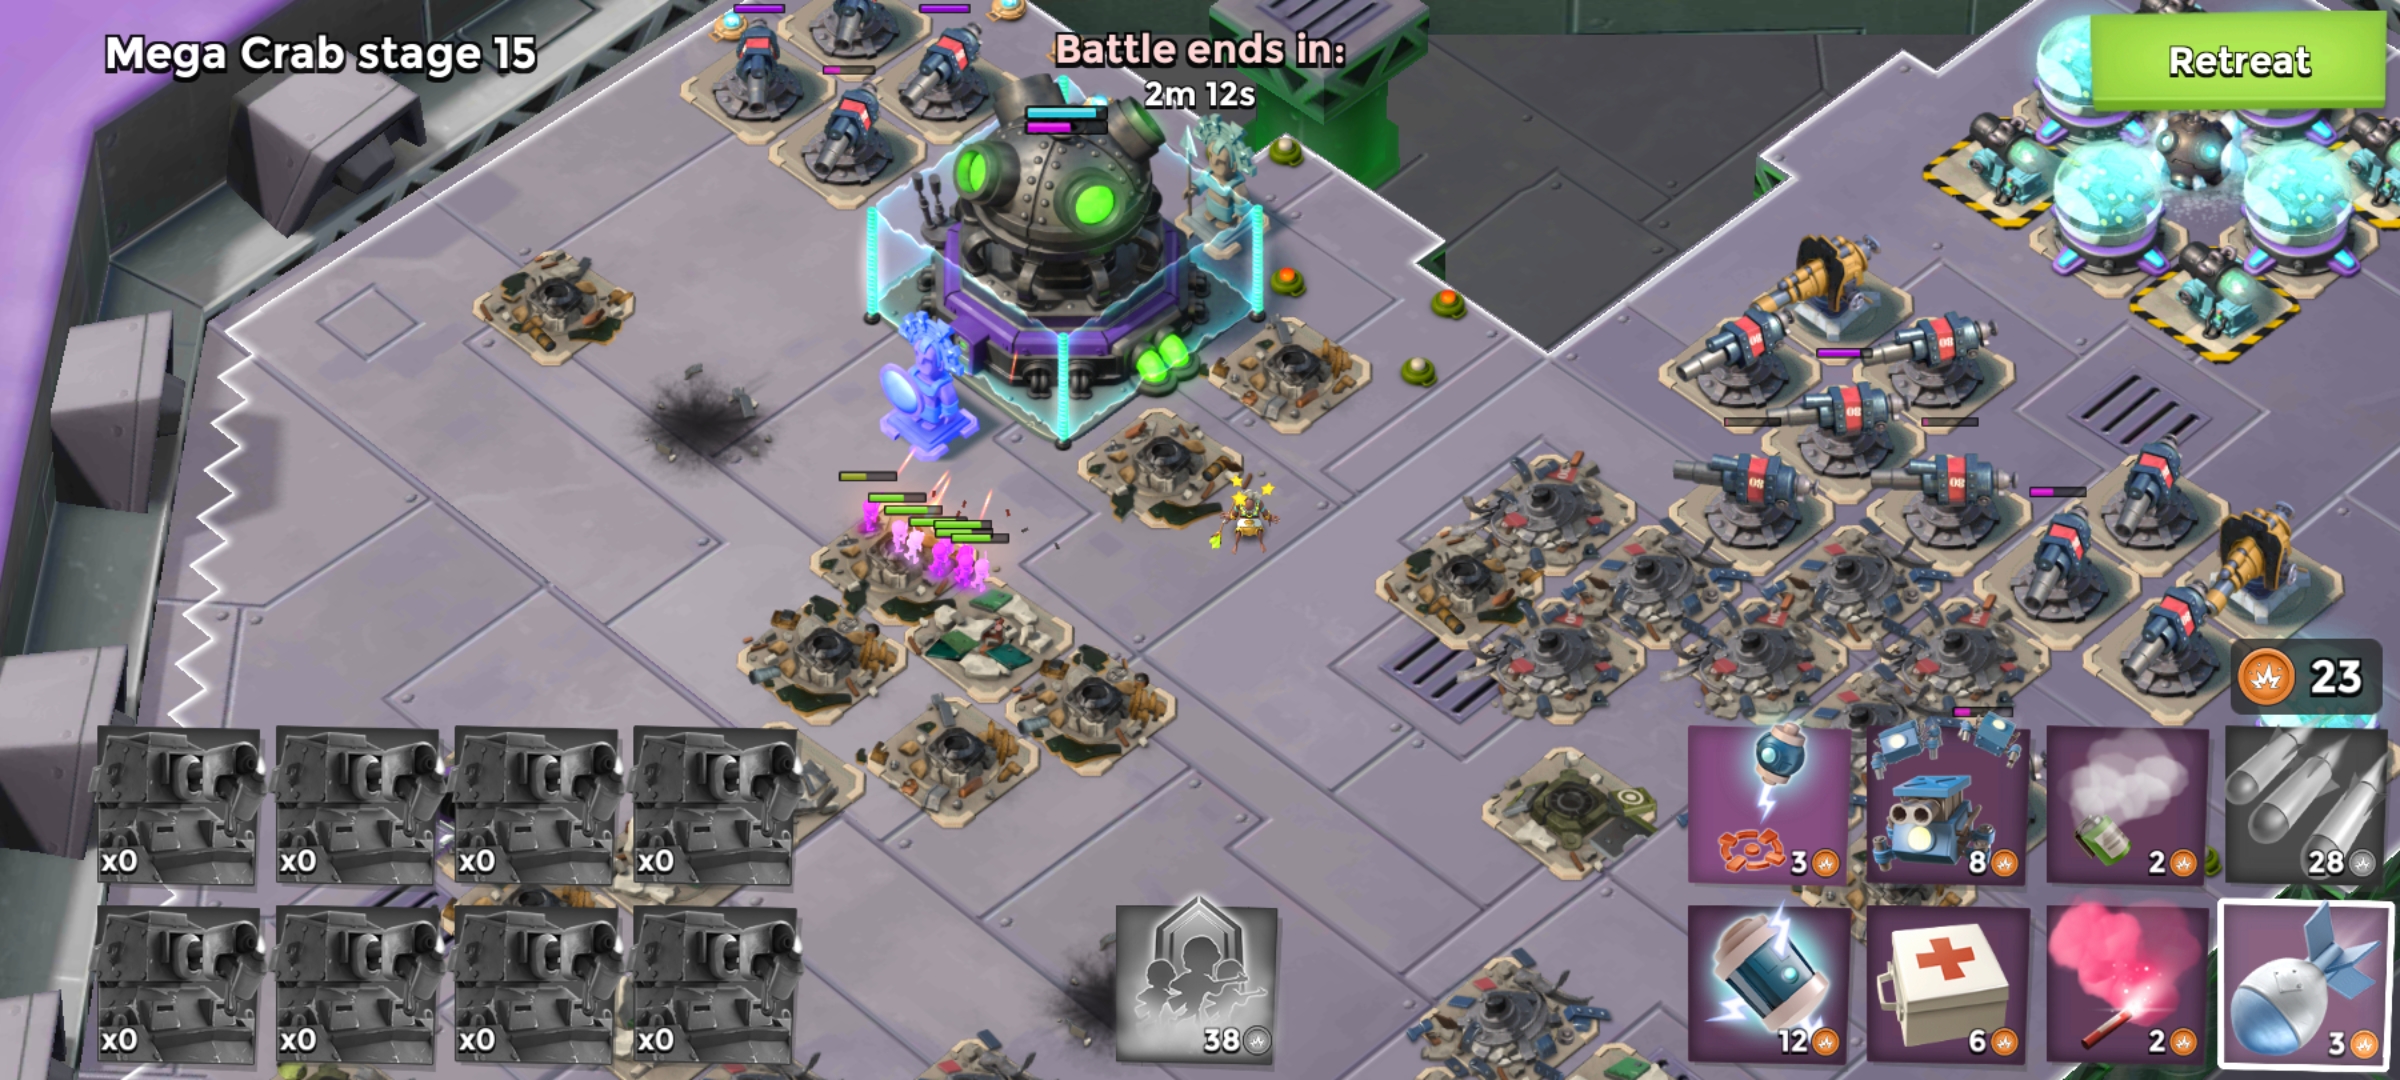 Mega Crab stage 15
Battle ends in:
2m 12s
Retreat
23
x0
x0
x0
x0
3
8
2
28
x0
x0
x0
x0
38
12
6
2
3